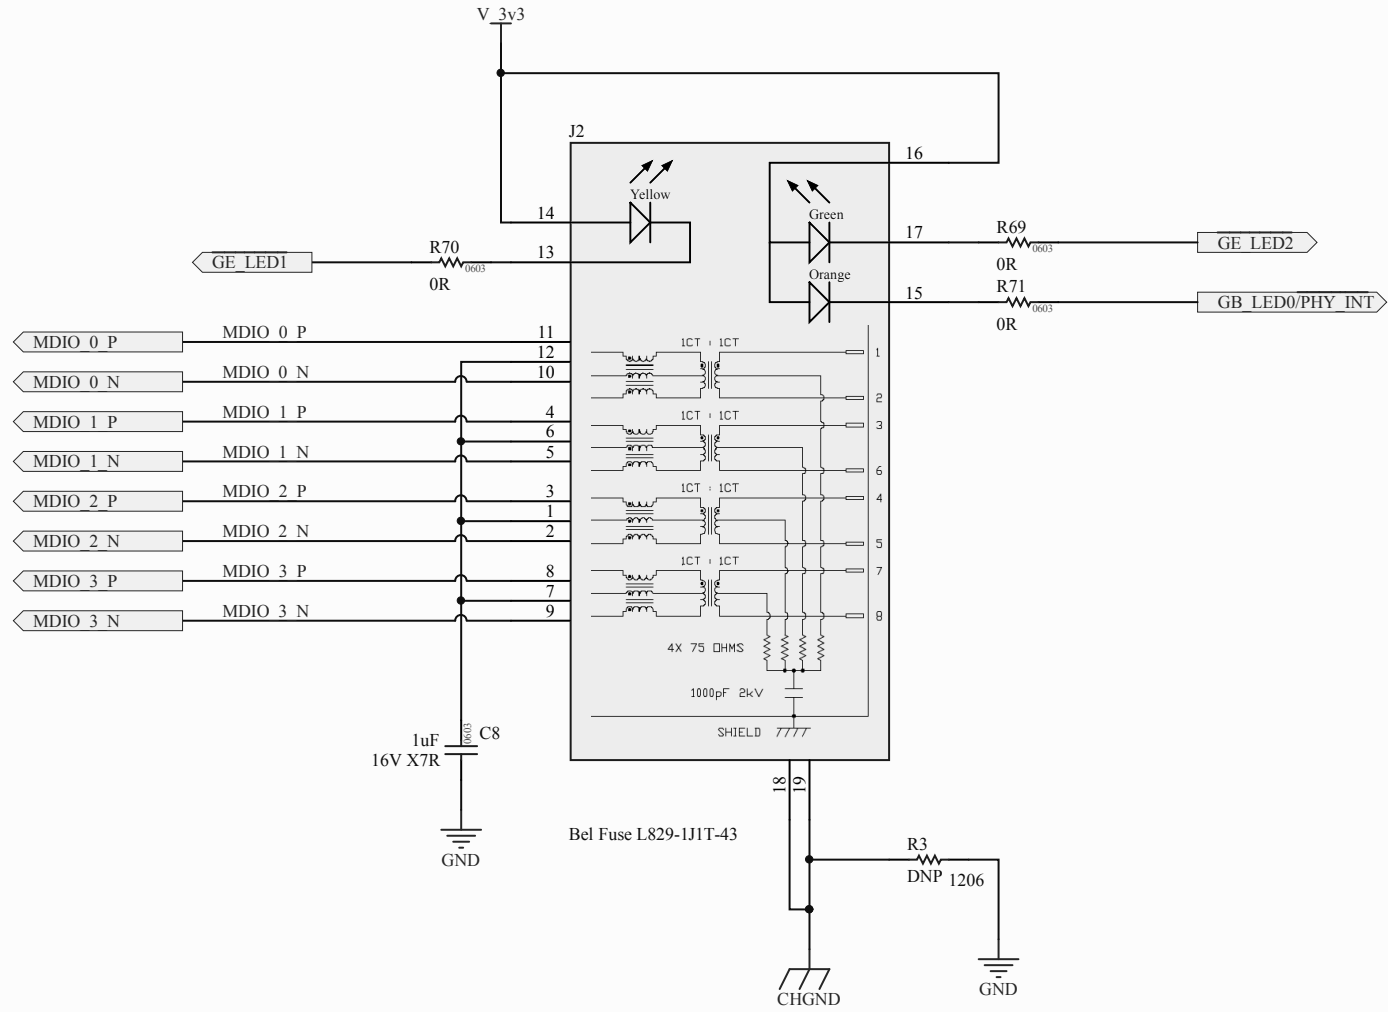 V_3v3
J2
16
Yellow
14
Green
17
R69
0603
GE_LED2
0R
GE_LED1
R70
0603
13
0R
Orange
15
R71
0603
GB_LED0/PHY_INT
0R
MDIO_0_P
MDIO_0_P
11
12
1CT : 1CT
1
MDIO_0_N
MDIO_0_N
10
2
MDIO_1_P
MDIO_1_P
4
1CT : 1CT
3
6
MDIO_1_N
MDIO_1_N
5
6
MDIO_2_P
MDIO_2_P
3
1CT : 1CT
4
1
MDIO_2_N
MDIO_2_N
2
5
MDIO_3_P
MDIO_3_P
8
1CT : 1CT
7
7
MDIO_3_N
MDIO_3_N
9
8
4X 75 OHMS
1000pF 2kV
SHIELD
1uF
0603
C8
16V X7R
GND
18
19
Bel Fuse L829-1J1T-43
R3
DNP
1206
GND
CHGND